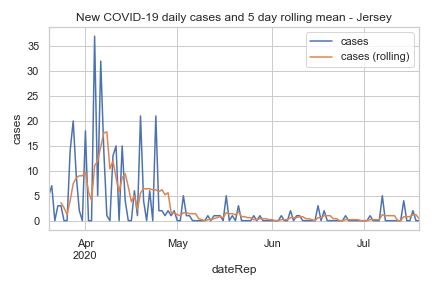 New COVID-19 daily cases and 5 day rolling mean - Jersey
cases
cases (rolling)
cases
35
30
25
20
15
10
5
0
Apr
2020
May
Jun
Jul
dateRep